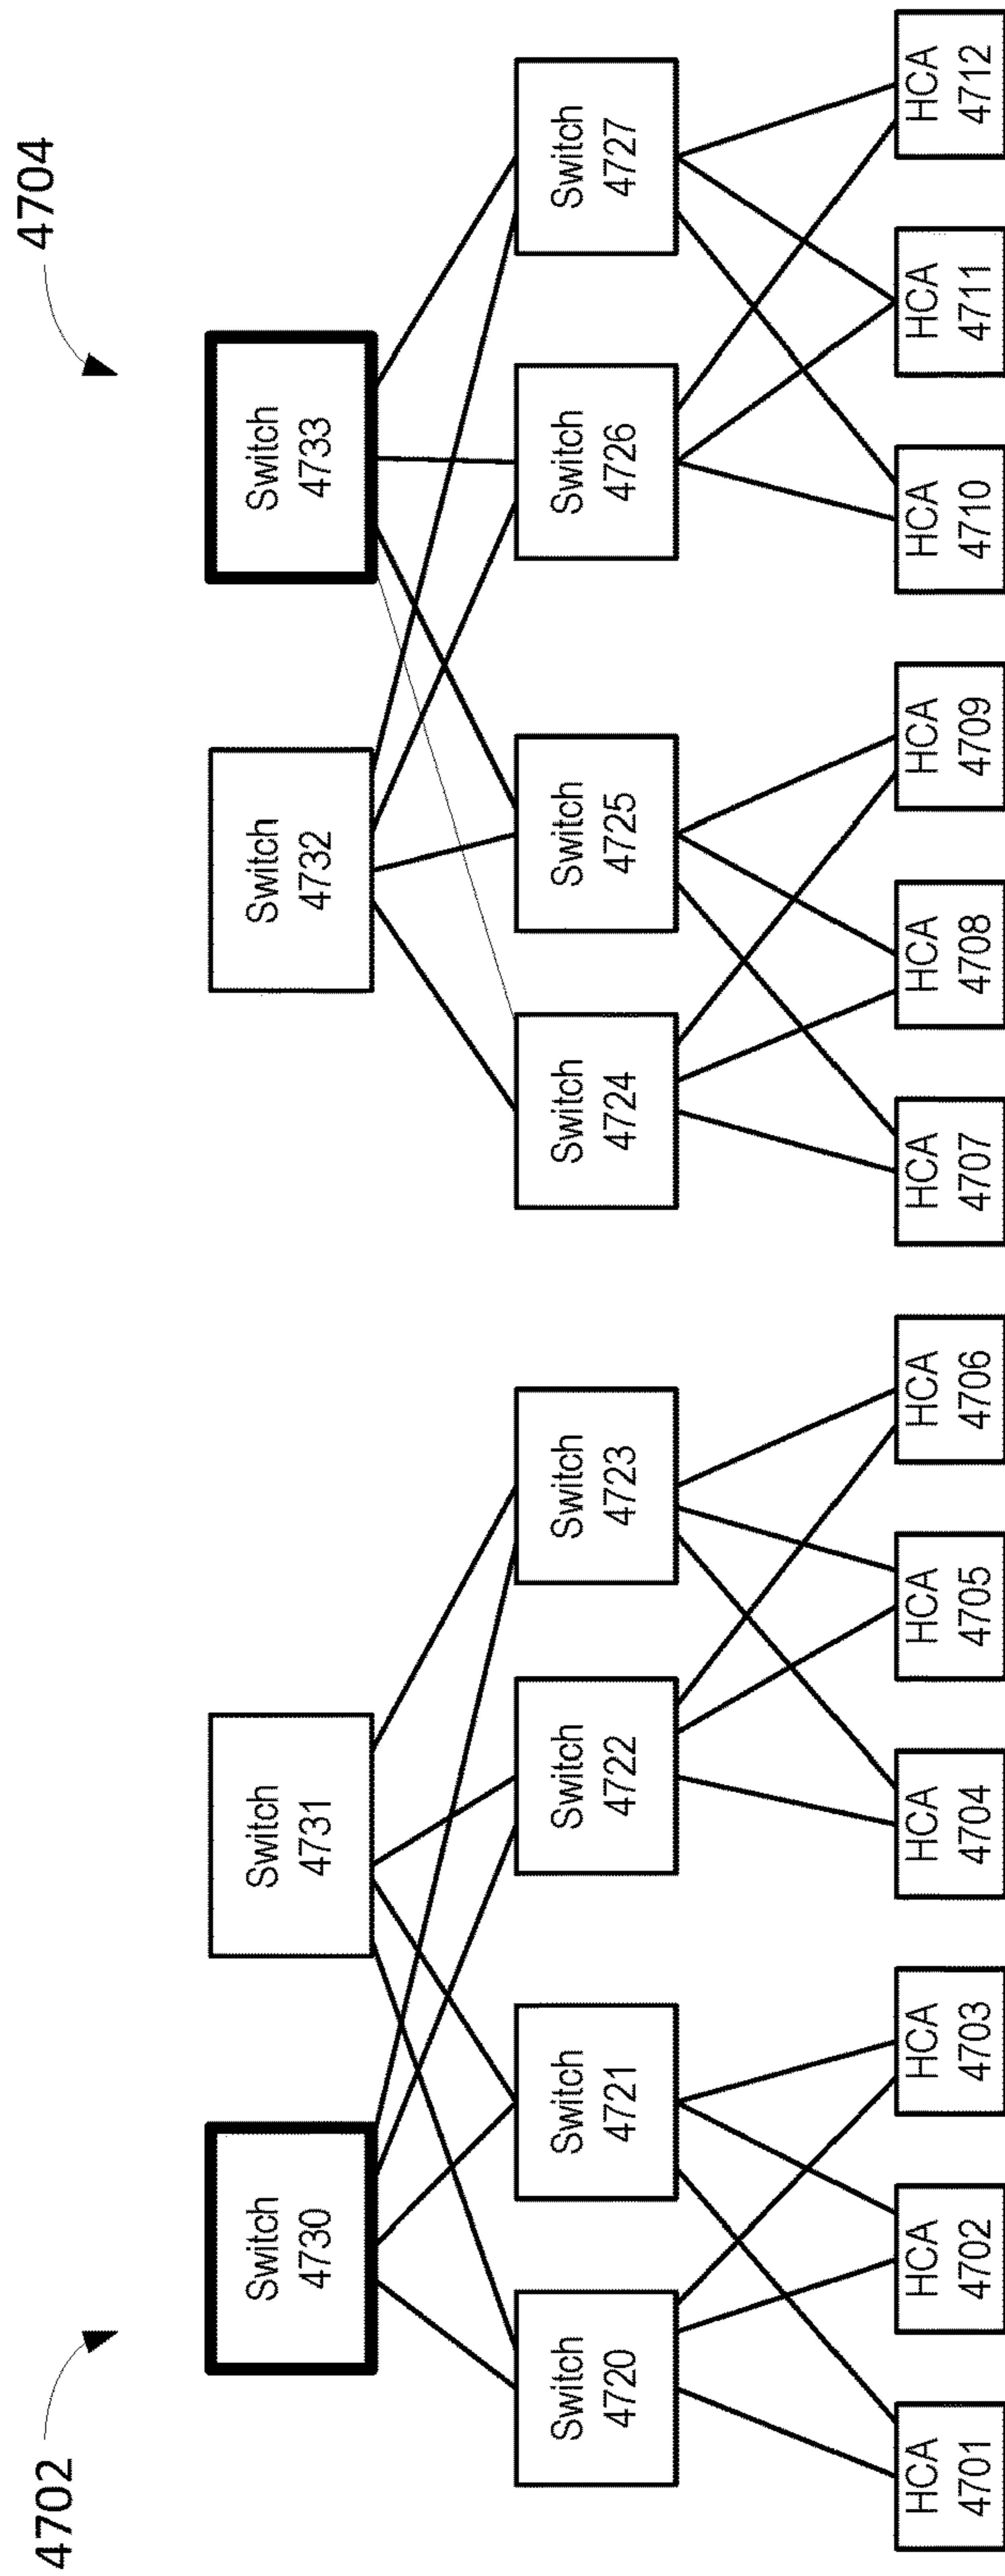 4702
4704
Switch
4730
Switch
4731
Switch
4732
Switch
4733
Switch
4720
Switch
4721
Switch
4722
Switch
4723
Switch
4724
Switch
4725
Switch
4726
Switch
4727
HCA
4701
HCA
4702
HCA
4703
HCA
4704
HCA
4705
HCA
4706
HCA
4707
HCA
4708
HCA
4709
HCA
4710
HCA
4711
HCA
4712